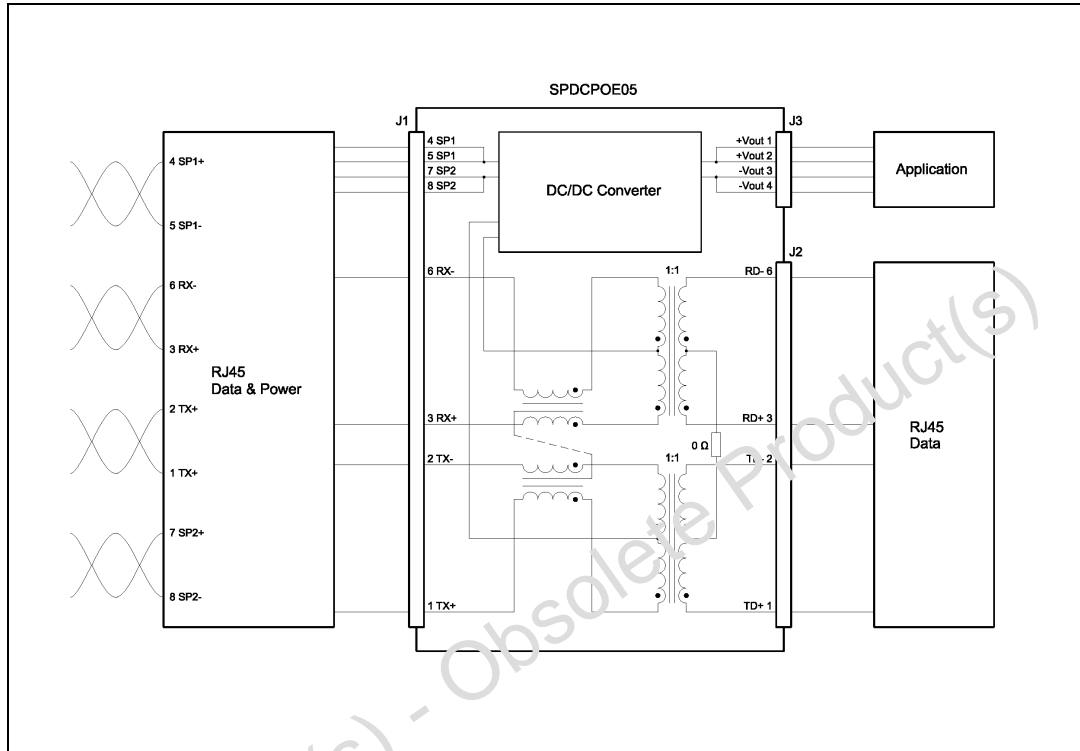 SPDCPOE05
J1
J3
4 SP1+
5 SP1-
6 RX-
3 RX+
RJ45
Data & Power
2 TX+
1 TX+
7 SP2+
8 SP2-
4 SP1
5 SP1
7 SP2
8 SP2
DC/DC Converter
+Vout 1
+Vout 2
-Vout 3
-Vout 4
Application
J2
6 RX-
1:1
RD- 6
3 RX+
RD+ 3
0 Ω
2 TX-
1:1
TD- 2
1 TX+
TD+ 1
RJ45
Data
(s) - Obsolete Product(s)